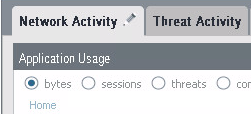 Network Activity Threat Activity
Application Usage
bytes sessions threats
Home